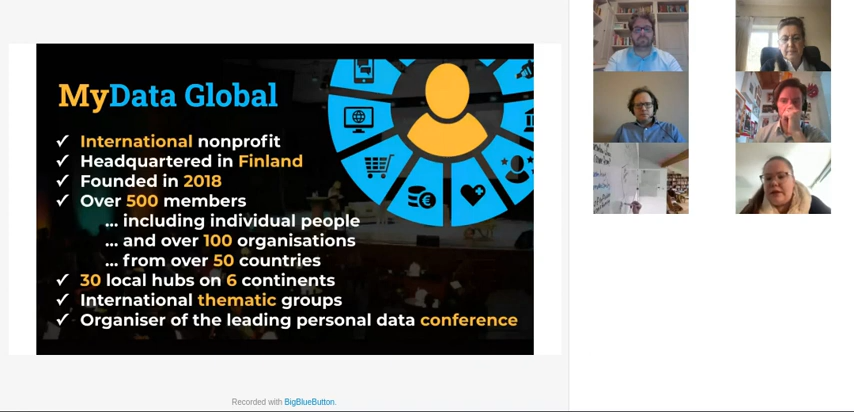 MyData Global
✓ International nonprofit
✓ Headquartered in Finland
✓ Founded in 2018
✓ Over 500 members
... including individual people
... and over 100 organisations
... from over 50 countries
✓ 30 local hubs on 6 continents
✓ International thematic groups
✓ Organiser of the leading personal data conference
Recorded with BigBlueButton.